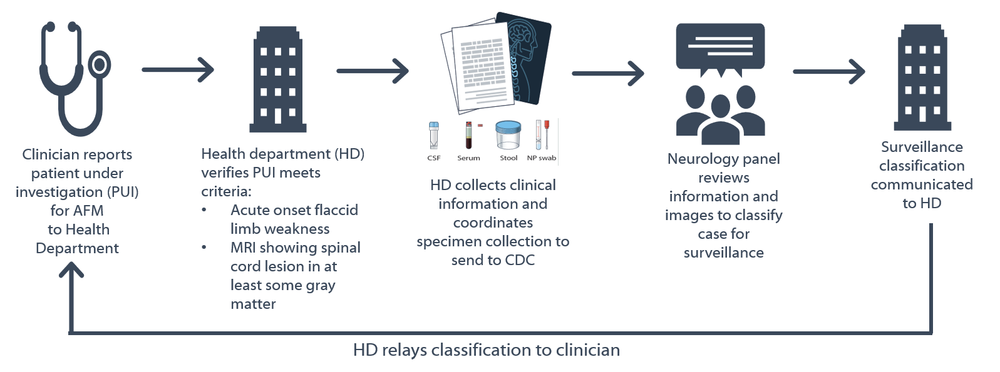 Clinician reports
patient under
investigation (PUI)
for AFM
to Health
Department
Health department (HD)
verifies PUI meets
criteria:
• Acute onset flaccid
limb weakness
• MRI showing spinal
cord lesion in at
least some gray
matter
CSF
Serum
Stool
NP swab
HD collects clinical
information and
coordinates
specimen collection to
send to CDC
Neurology panel
reviews
information and
images to classify
case for
surveillance
Surveillance
classification
communicated
to HD
HD relays classification to clinician